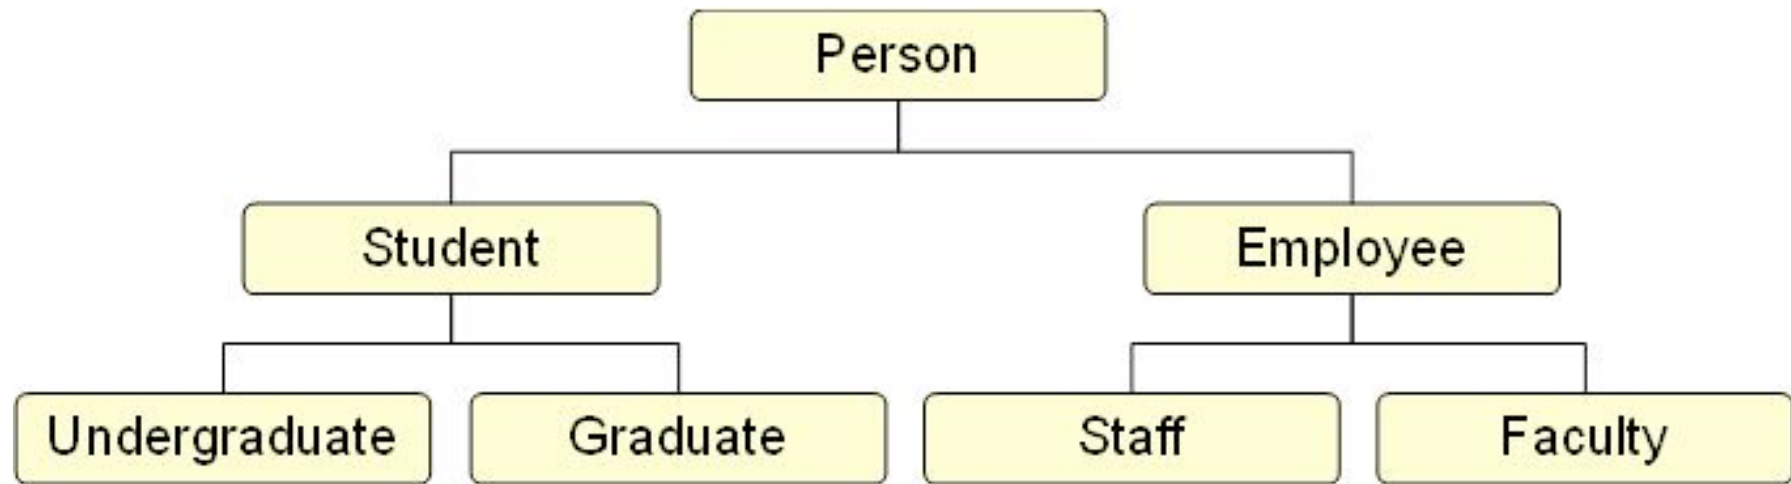 Person
Student
Employee
Undergraduate
Graduate
Staff
Faculty